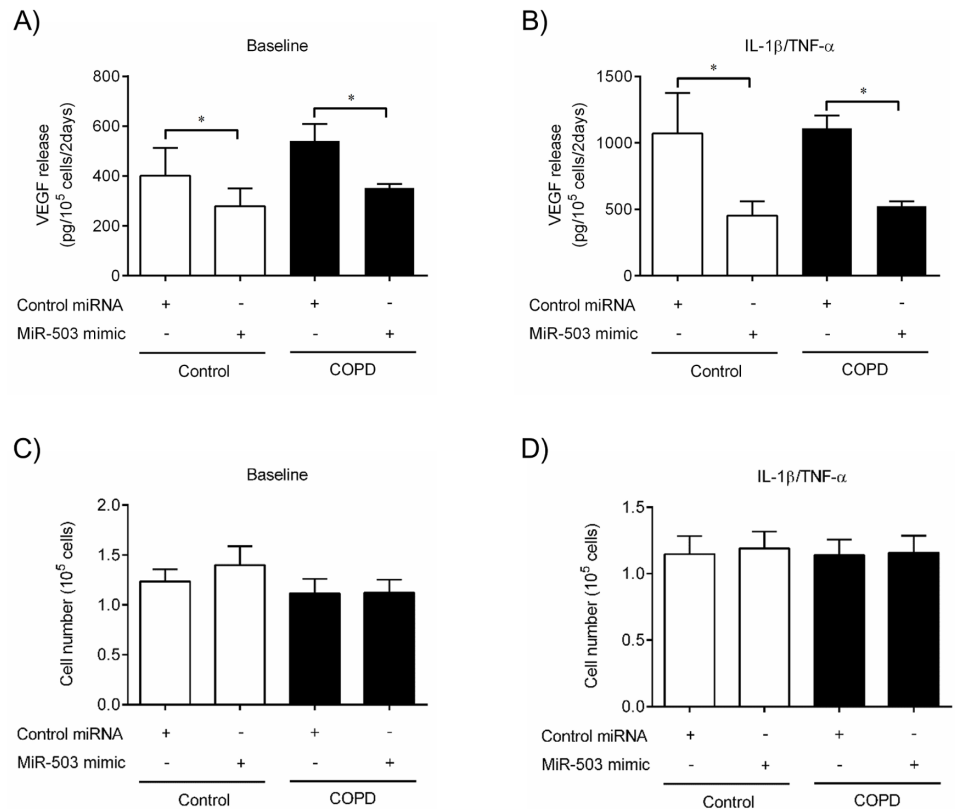 A)
Baseline
VEGF release
(pg/10⁵ cells/2days)
800
600
400
200
0
* *
Control miRNA + - + -
MiR-503 mimic - + - +
Control COPD
B)
IL-1β/TNF-α
VEGF release
(pg/10⁵ cells/2days)
1500
1000
500
0
* *
Control miRNA + - + -
MiR-503 mimic - + - +
Control COPD
C)
Baseline
Cell number (10⁵ cells)
2.0
1.5
1.0
0.5
0.0
Control miRNA + - + -
MiR-503 mimic - + - +
Control COPD
D)
IL-1β/TNF-α
Cell number (10⁵ cells)
1.5
1.0
0.5
0.0
Control miRNA + - + -
MiR-503 mimic - + - +
Control COPD